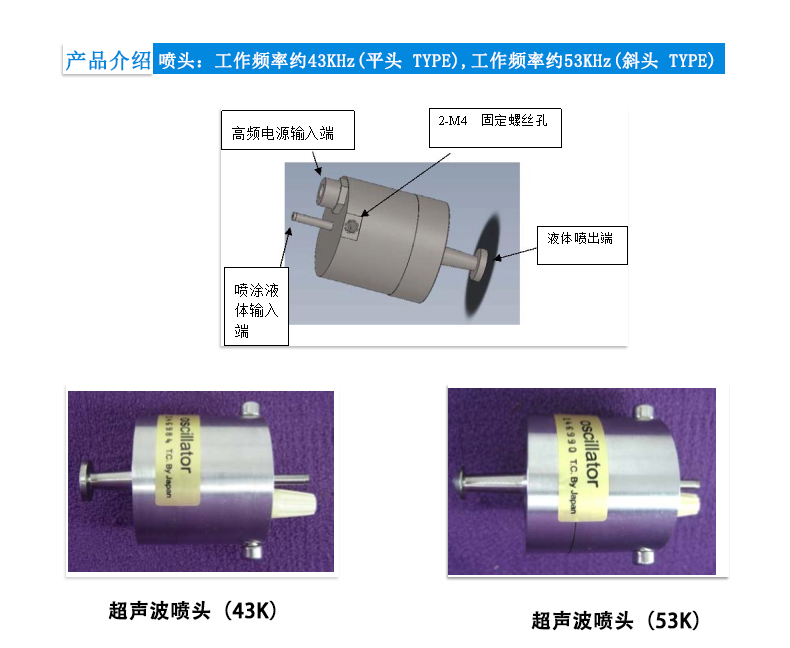 产品介绍 喷头：工作频率约43KHz(平头 TYPE),工作频率约53KHz(斜头 TYPE)
高频电源输入端
2-M4 固定螺丝孔
液体喷出端
喷涂液
体输入
端
oscillator
246984 T.C. By Japan
oscillator
246990 T.C. By Japan
超声波喷头（43K）
超声波喷头（53K）